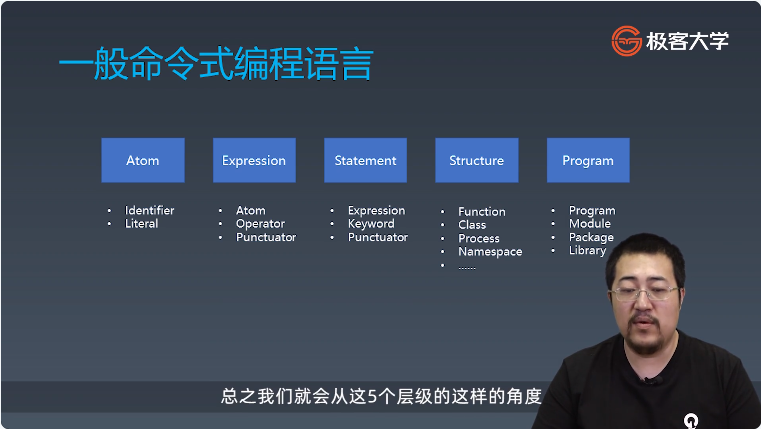 极客大学
一般命令式编程语言
Atom
Expression
Statement
Structure
Program
• Identifier
• Literal
• Atom
• Operator
• Punctuator
• Expression
• Keyword
• Punctuator
• Function
• Class
• Process
• Namespace
• ......
• Program
• Module
• Package
• Library
总之我们就会从这5个层级的这样的角度